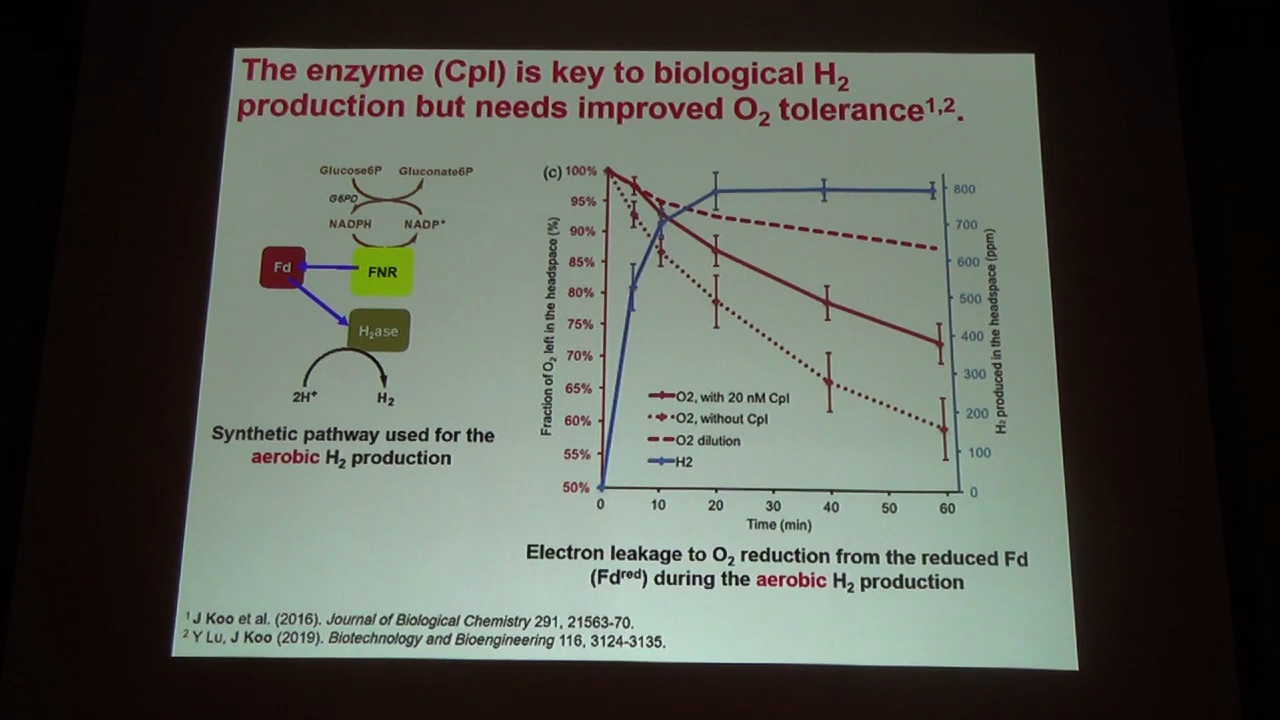 The enzyme (CpI) is key to biological H₂
production but needs improved O₂ tolerance¹,².
Glucose6P Gluconate6P
G6PD
NADPH NADP⁺
Fd
FNR
H₂ase
2H⁺ H₂
Synthetic pathway used for the
aerobic H₂ production
(c)
100%
95%
90%
85%
80%
75%
70%
65%
60%
55%
50%
Fraction of O₂ left in the headspace (%)
800
700
600
500
400
300
200
100
0
H₂ produced in the headspace (ppm)
O2, with 20 nM CpI
O2, without CpI
O2 dilution
H2
0 10 20 30 40 50 60
Time (min)
Electron leakage to O₂ reduction from the reduced Fd
(Fdʳᵉᵈ) during the aerobic H₂ production
¹ J Koo et al. (2016). Journal of Biological Chemistry 291, 21563-70.
² Y Lu, J Koo (2019). Biotechnology and Bioengineering 116, 3124-3135.